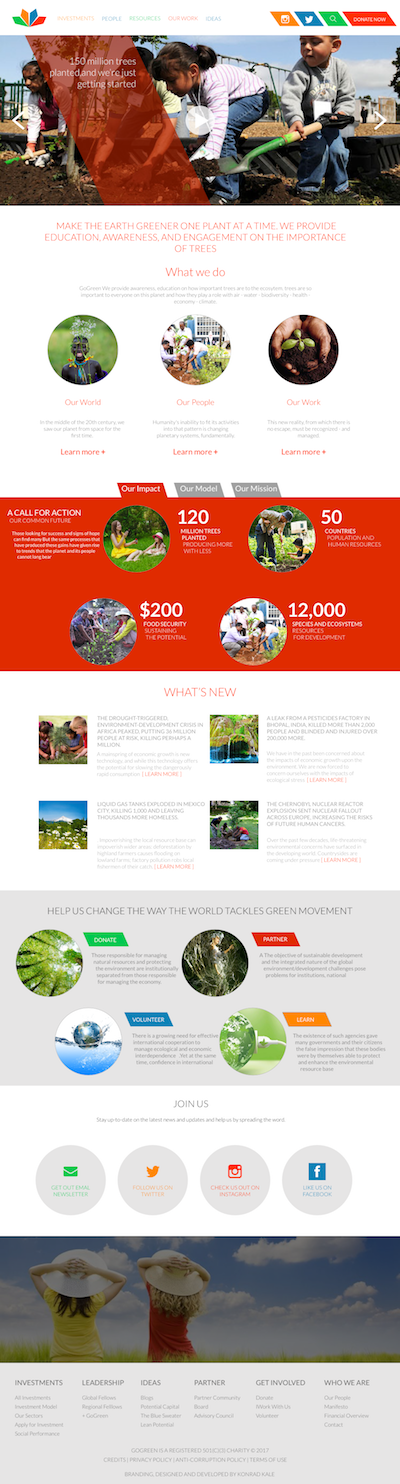 INVESTMENTS PEOPLE RESOURCES OUR WORK IDEAS
DONATE NOW
150 million trees
planted,and we're just
getting started
MAKE THE EARTH GREENER ONE PLANT AT A TIME. WE PROVIDE
EDUCATION, AWARENESS, AND ENGAGEMENT ON THE IMPORTANCE
OF TREES
What we do
GoGreen We provide awareness, education on how important trees are to the ecosystem. trees are so
important to everyone on this planet and how they play a role with air - water - biodiversity - health -
economy - climate.
Our World
In the middle of the 20th century, we
saw our planet from space for the
first time.
Learn more +
Our People
Humanity's inability to fit its activities
into that pattern is changing
planetary systems, fundamentally.
Learn more +
Our Work
This new reality, from which there is
no escape, must be recognized - and
managed.
Learn more +
Our Impact Our Model Our Mission
A CALL FOR ACTION
OUR COMMON FUTURE
Those looking for success and signs of hope
can find many But the same processes that
have produced these gains have given rise
to trends that the planet and its people
cannot long bear
120
MILLION TREES
PLANTED
PRODUCING MORE
WITH LESS
50
COUNTRIES
POPULATION AND
HUMAN RESOURCES
$200
FOOD SECURITY
SUSTAINING
THE POTENTIAL
12,000
SPECIES AND ECOSYSTEMS
RESOURCES
FOR DEVELOPMENT
WHAT'S NEW
THE DROUGHT-TRIGGERED,
ENVIRONMENT-DEVELOPMENT CRISIS IN
AFRICA PEAKED, PUTTING 36 MILLION
PEOPLE AT RISK, KILLING PERHAPS A
MILLION.
A mainspring of economic growth is new
technology, and while this technology offers
the potential for slowing the dangerously
rapid consumption [ LEARN MORE ]
A LEAK FROM A PESTICIDES FACTORY IN
BHOPAL, INDIA, KILLED MORE THAN 2,000
PEOPLE AND BLINDED AND INJURED OVER
200,000 MORE.
We have in the past been concerned about
the impacts of economic growth upon the
environment. We are now forced to
concern ourselves with the impacts of
ecological stress [ LEARN MORE ]
LIQUID GAS TANKS EXPLODED IN MEXICO
CITY, KILLING 1,000 AND LEAVING
THOUSANDS MORE HOMELESS.
Impoverishing the local resource base can
impoverish wider areas: deforestation by
highland farmers causes flooding on
lowland farms; factory pollution robs local
fishermen of their catch. [ LEARN MORE ]
THE CHERNOBYL NUCLEAR REACTOR
EXPLOSION SENT NUCLEAR FALLOUT
ACROSS EUROPE, INCREASING THE RISKS
OF FUTURE HUMAN CANCERS.
Over the past few decades, life-threatening
environmental concerns have surfaced in
the developing world. Countrysides are
coming under pressure [ LEARN MORE ]
HELP US CHANGE THE WAY THE WORLD TACKLES GREEN MOVEMENT
DONATE
Those responsible for managing
natural resources and protecting
the environment are institutionally
separated from those responsible
for managing the economy.
PARTNER
A The objective of sustainable development
and the integrated nature of the global
environment/development challenges pose
problems for institutions, national
VOLUNTEER
There is a growing need for effective
international cooperation to
manage ecological and economic
interdependence . Yet at the same
time, confidence in international
LEARN
The existence of such agencies gave
many governments and their citizens
the false impression that these bodies
were by themselves able to protect
and enhance the environmental
resource base
JOIN US
Stay up-to-date on the latest news and updates and help us by spreading the word.
GET OUT EMAIL
NEWSLETTER
FOLLOW US ON
TWITTER
CHECK US OUT ON
INSTAGRAM
LIKE US ON
FACEBOOK
INVESTMENTS
All Investments
Investment Model
Our Sectors
Apply for Investment
Social Performance
LEADERSHIP
Global Fellows
Regional Fellows
+ GoGreen
IDEAS
Blogs
Potential Capital
The Blue Sweater
Lean Potential
PARTNER
Partner Community
Board
Advisory Council
GET INVOLVED
Donate
iWork With Us
Volunteer
WHO WE ARE
Our People
Manifesto
Financial Overview
Contact
GOGREEN IS A REGISTERED 501(C)(3) CHARITY © 2017
CREDITS | PRIVACY POLICY | ANTI-CORRUPTION POLICY | TERMS OF USE
BRANDING, DESIGNED AND DEVELOPED BY KONRAD KALE.